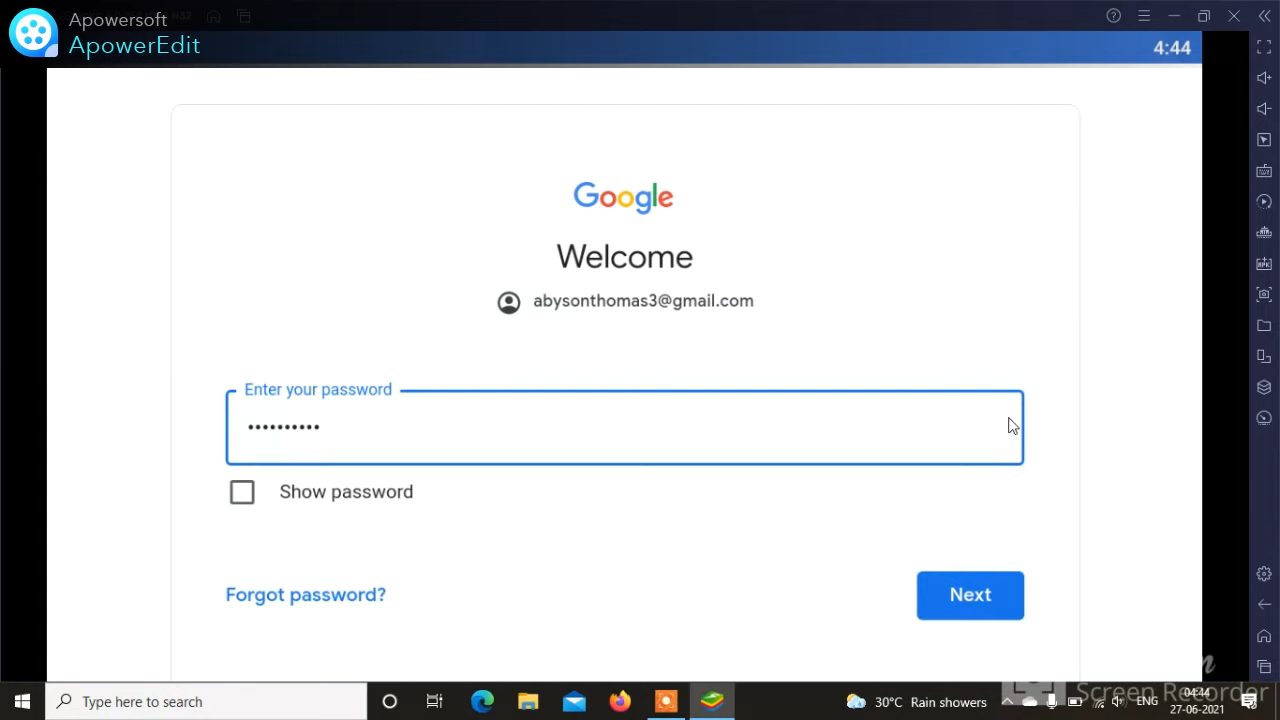 Apowersoft
ApowerEdit
4:44
Google
Welcome
abysonthomas3@gmail.com
Enter your password
••••••••••
Show password
Forgot password?
Next
Screen Recorder
Type here to search
30°C Rain showers
ENG
04:44
27-06-2021